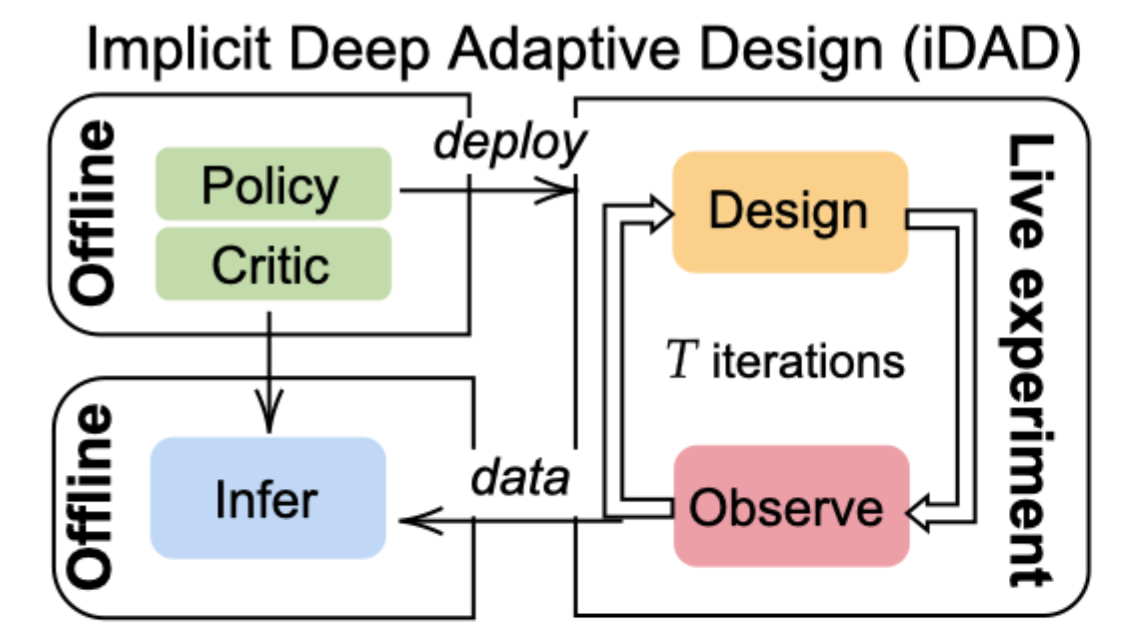 Implicit Deep Adaptive Design (iDAD)
Offline
Policy
Critic
deploy
Design
T iterations
Observe
Live experiment
data
Offline
Infer